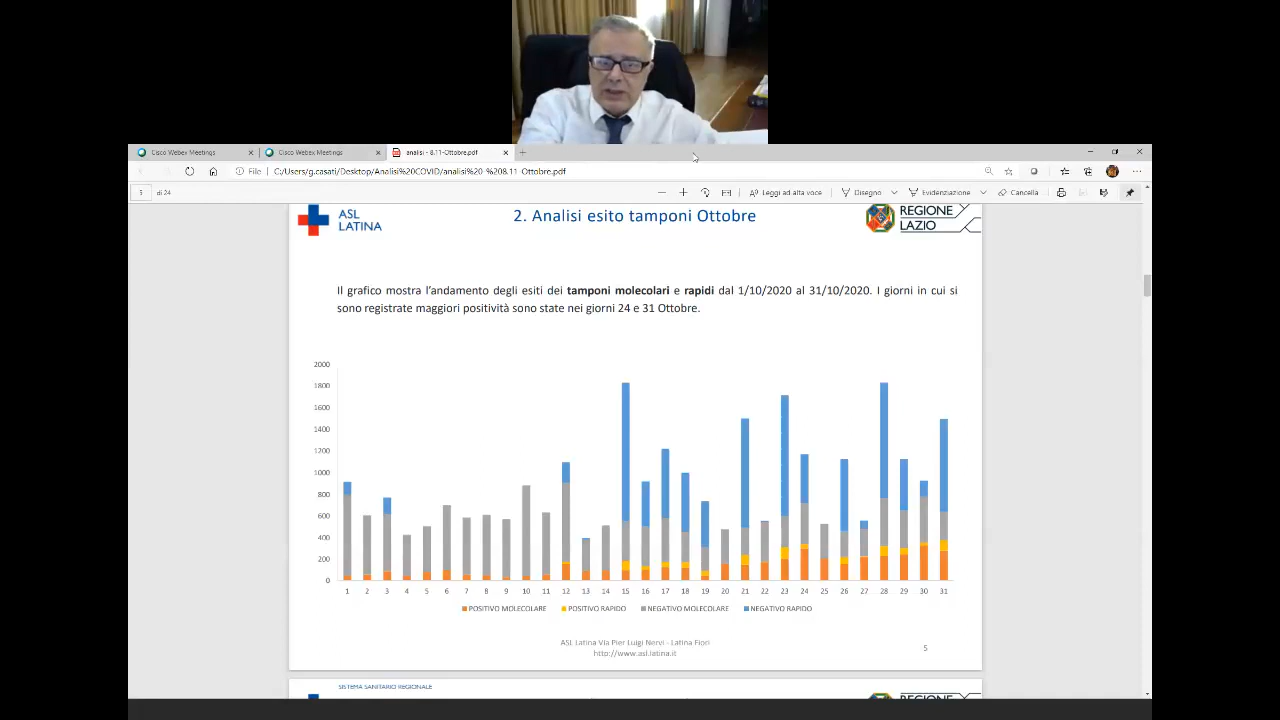 Cisco Webex Meetings
Cisco Webex Meetings
analisi - 8.11-Ottobre.pdf
File
C:/Users/g.casati/Desktop/Analisi%20COVID/analisi%20-%208.11-Ottobre.pdf
5
di 24
Leggi ad alta voce
Disegno
Evidenziazione
Cancella
ASL
LATINA
2. Analisi esito tamponi Ottobre
REGIONE
LAZIO
Il grafico mostra l'andamento degli esiti dei tamponi molecolari e rapidi dal 1/10/2020 al 31/10/2020. I giorni in cui si
sono registrate maggiori positività sono state nei giorni 24 e 31 Ottobre.
2000
1800
1600
1400
1200
1000
800
600
400
200
0
1 2 3 4 5 6 7 8 9 10 11 12 13 14 15 16 17 18 19 20 21 22 23 24 25 26 27 28 29 30 31
POSITIVO MOLECOLARE POSITIVO RAPIDO NEGATIVO MOLECOLARE NEGATIVO RAPIDO
ASL Latina Via Pier Luigi Nervi - Latina Fiori
http://www.asl.latina.it
5
SISTEMA SANITARIO REGIONALE
REGIONE